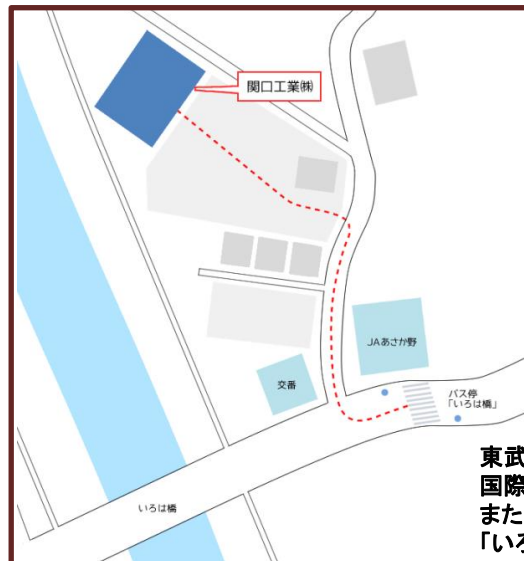 関口工業㈱
JAあさか野
交番
バス停
「いろは橋」
いろは橋
東武
国際
また
「いろ